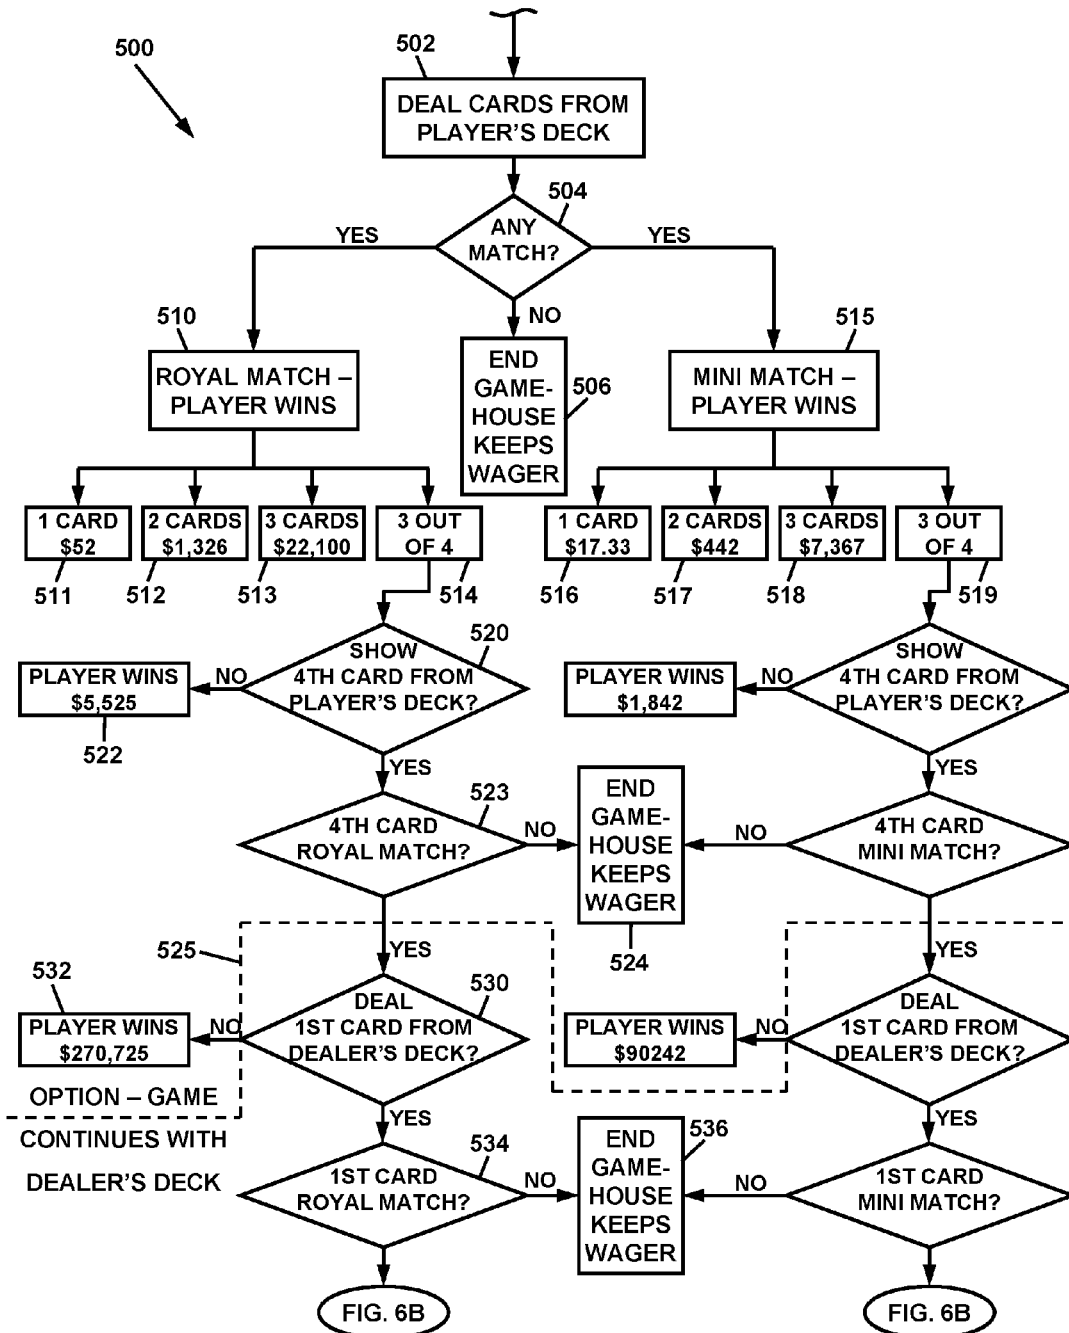 500
502
DEAL CARDS FROM
PLAYER'S DECK
504
ANY
MATCH?
YES
YES
NO
510
ROYAL MATCH –
PLAYER WINS
END
GAME-
HOUSE
KEEPS
WAGER
506
515
MINI MATCH –
PLAYER WINS
1 CARD
$52
2 CARDS
$1,326
3 CARDS
$22,100
3 OUT
OF 4
1 CARD
$17.33
2 CARDS
$442
3 CARDS
$7,367
3 OUT
OF 4
511
512
513
514
516
517
518
519
520
SHOW
4TH CARD FROM
PLAYER'S DECK?
NO
PLAYER WINS
$5,525
522
YES
SHOW
4TH CARD FROM
PLAYER'S DECK?
NO
PLAYER WINS
$1,842
YES
523
4TH CARD
ROYAL MATCH?
NO
END
GAME-
HOUSE
KEEPS
WAGER
524
NO
4TH CARD
MINI MATCH?
525
YES
YES
532
PLAYER WINS
$270,725
NO
530
DEAL
1ST CARD FROM
DEALER'S DECK?
PLAYER WINS
$90242
NO
DEAL
1ST CARD FROM
DEALER'S DECK?
OPTION – GAME
CONTINUES WITH
DEALER'S DECK
YES
YES
534
1ST CARD
ROYAL MATCH?
NO
END
GAME-
HOUSE
KEEPS
WAGER
536
NO
1ST CARD
MINI MATCH?
FIG. 6B
FIG. 6B